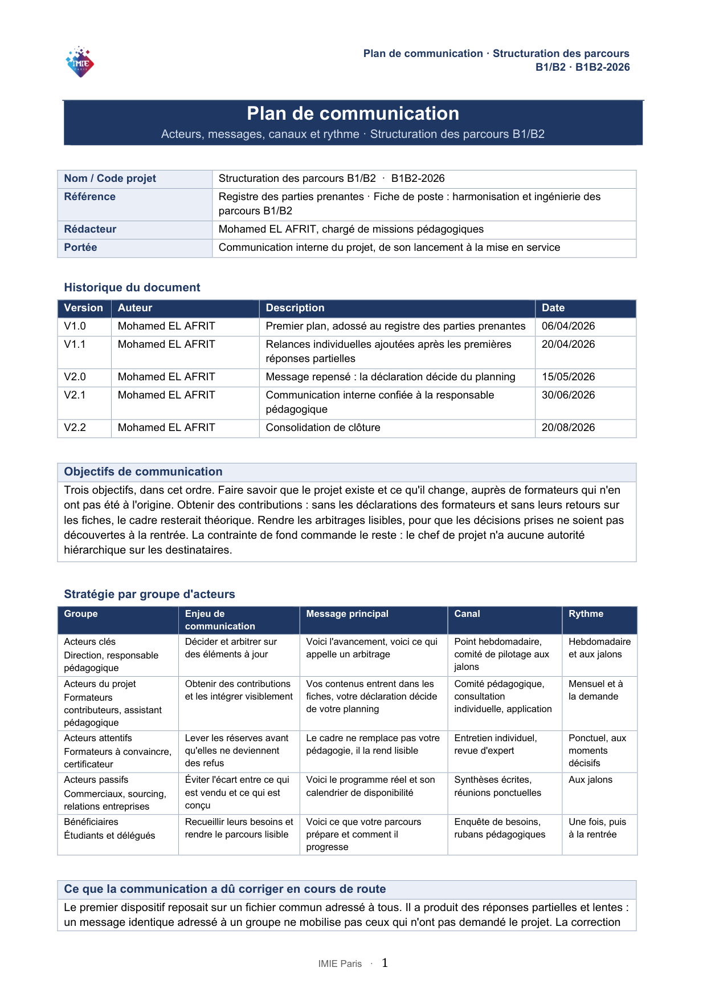 IMIE
PARIS
Plan de communication · Structuration des parcours
B1/B2 · B1B2-2026
Plan de communication
Acteurs, messages, canaux et rythme · Structuration des parcours B1/B2
Nom / Code projet
Structuration des parcours B1/B2 · B1B2-2026
Référence
Registre des parties prenantes · Fiche de poste : harmonisation et ingénierie des
parcours B1/B2
Rédacteur
Mohamed EL AFRIT, chargé de missions pédagogiques
Portée
Communication interne du projet, de son lancement à la mise en service
Historique du document
Version Auteur Description Date
V1.0 Mohamed EL AFRIT Premier plan, adossé au registre des parties prenantes 06/04/2026
V1.1 Mohamed EL AFRIT Relances individuelles ajoutées après les premières 20/04/2026
réponses partielles
V2.0 Mohamed EL AFRIT Message repensé : la déclaration décide du planning 15/05/2026
V2.1 Mohamed EL AFRIT Communication interne confiée à la responsable 30/06/2026
pédagogique
V2.2 Mohamed EL AFRIT Consolidation de clôture 20/08/2026
Objectifs de communication
Trois objectifs, dans cet ordre. Faire savoir que le projet existe et ce qu'il change, auprès de formateurs qui n'en
ont pas été à l'origine. Obtenir des contributions : sans les déclarations des formateurs et sans leurs retours sur
les fiches, le cadre resterait théorique. Rendre les arbitrages lisibles, pour que les décisions prises ne soient pas
découvertes à la rentrée. La contrainte de fond commande le reste : le chef de projet n'a aucune autorité
hiérarchique sur les destinataires.
Stratégie par groupe d'acteurs
Groupe
Enjeu de
communication
Message principal
Canal
Rythme
Acteurs clés
Direction, responsable
pédagogique
Décider et arbitrer sur
des éléments à jour
Voici l'avancement, voici ce qui
appelle un arbitrage
Point hebdomadaire,
comité de pilotage aux
jalons
Hebdomadaire
et aux jalons
Acteurs du projet
Formateurs
contributeurs, assistant
pédagogique
Obtenir des contributions
et les intégrer visiblement
Vos contenus entrent dans les
fiches, votre déclaration décide
de votre planning
Comité pédagogique,
consultation
individuelle, application
Mensuel et à
la demande
Acteurs attentifs
Formateurs à convaincre,
certificateur
Lever les réserves avant
qu'elles ne deviennent
des refus
Le cadre ne remplace pas votre
pédagogie, il la rend lisible
Entretien individuel,
revue d'expert
Ponctuel, aux
moments
décisifs
Acteurs passifs
Commerciaux, sourcing,
relations entreprises
Éviter l'écart entre ce qui
est vendu et ce qui est
conçu
Voici le programme réel et son
calendrier de disponibilité
Synthèses écrites,
réunions ponctuelles
Aux jalons
Bénéficiaires
Étudiants et délégués
Recueillir leurs besoins et
rendre le parcours lisible
Voici ce que votre parcours
prépare et comment il
progresse
Enquête de besoins,
rubans pédagogiques
Une fois, puis
à la rentrée
Ce que la communication a dû corriger en cours de route
Le premier dispositif reposait sur un fichier commun adressé à tous. Il a produit des réponses partielles et lentes :
un message identique adressé à un groupe ne mobilise pas ceux qui n'ont pas demandé le projet. La correction
IMIE Paris · 1